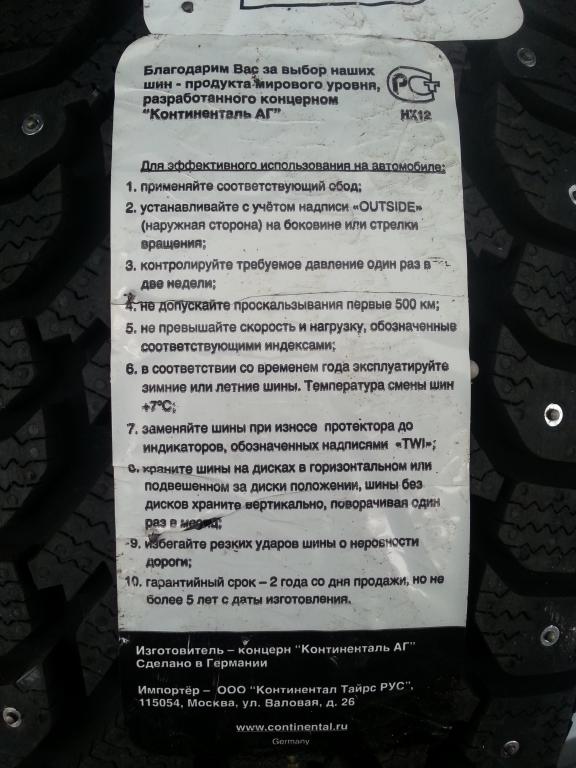 Благодарим Вас за выбор наших
шин - продукта мирового уровня,
разработанного концерном
"Континенталь АГ"
РСТ
НХ12
Для эффективного использования на автомобиле:
1. применяйте соответствующий обод;
2. устанавливайте с учётом надписи «OUTSIDE»
(наружная сторона) на боковине или стрелки
вращения;
3. контролируйте требуемое давление один раз в
две недели;
4. не допускайте проскальзывания первые 500 км;
5. не превышайте скорость и нагрузку, обозначенные
соответствующими индексами;
6. в соответствии со временем года эксплуатируйте
зимние или летние шины. Температура смены шин
+7°C;
7. заменяйте шины при износе протектора до
индикаторов, обозначенных надписями «TWI»;
8. храните шины на дисках в горизонтальном или
подвешенном за диски положении, шины без
дисков храните вертикально, поворачивая один
раз в месяц;
9. избегайте резких ударов шины о неровности
дороги;
10. гарантийный срок – 2 года со дня продажи, но не
более 5 лет с даты изготовления.
Изготовитель – концерн "Континенталь АГ"
Сделано в Германии
Импортёр – ООО "Континентал Тайрс РУС",
115054, Москва, ул. Валовая, д. 26
www.continental.ru
Germany